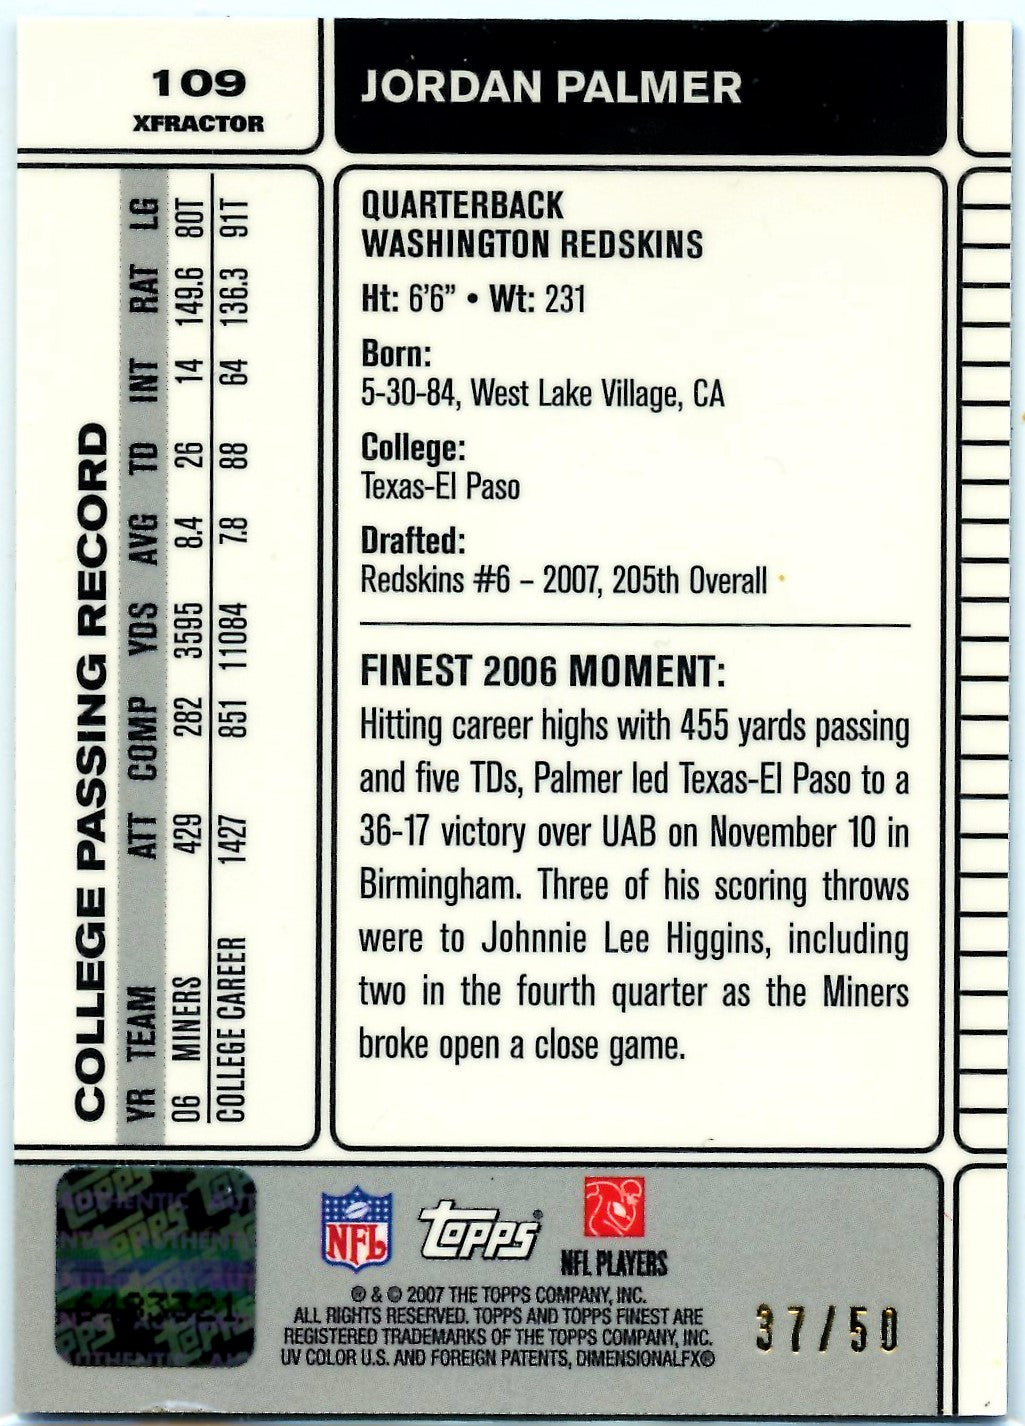 109
XFRACTOR
JORDAN PALMER
COLLEGE PASSING RECORD
YR TEAM ATT COMP YDS AVG TD INT RAT LG
06 MINERS 429 282 3595 8.4 26 14 149.6 80T
COLLEGE CAREER 1427 851 11084 7.8 88 64 136.3 91T
QUARTERBACK
WASHINGTON REDSKINS
Ht: 6'6” • Wt: 231
Born:
5-30-84, West Lake Village, CA
College:
Texas-El Paso
Drafted:
Redskins #6 – 2007, 205th Overall
FINEST 2006 MOMENT:
Hitting career highs with 455 yards passing
and five TDs, Palmer led Texas-El Paso to a
36-17 victory over UAB on November 10 in
Birmingham. Three of his scoring throws
were to Johnnie Lee Higgins, including
two in the fourth quarter as the Miners
broke open a close game.
NFL
Topps
NFL PLAYERS
® & © 2007 THE TOPPS COMPANY, INC.
ALL RIGHTS RESERVED. TOPPS AND TOPPS FINEST ARE
REGISTERED TRADEMARKS OF THE TOPPS COMPANY, INC.
UV COLOR U.S. AND FOREIGN PATENTS, DIMENSIONALFX®
37/50